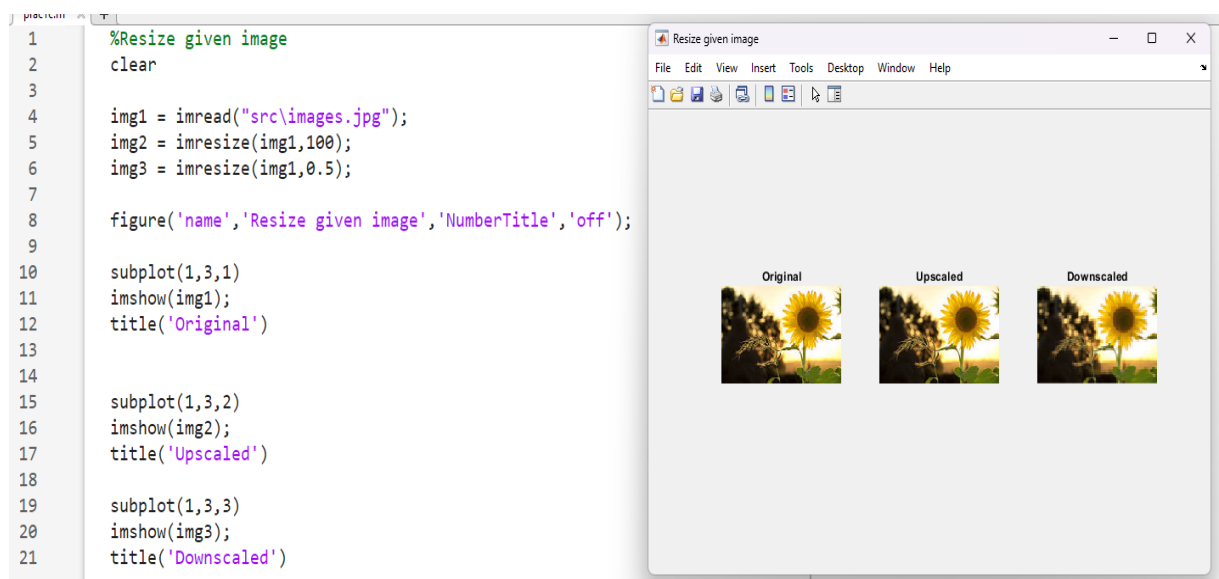 prac1c.m
1 %Resize given image
2 clear
3
4 img1 = imread("src\images.jpg");
5 img2 = imresize(img1,100);
6 img3 = imresize(img1,0.5);
7
8 figure('name','Resize given image','NumberTitle','off');
9
10 subplot(1,3,1)
11 imshow(img1);
12 title('Original')
13
14
15 subplot(1,3,2)
16 imshow(img2);
17 title('Upscaled')
18
19 subplot(1,3,3)
20 imshow(img3);
21 title('Downscaled')
Resize given image
File Edit View Insert Tools Desktop Window Help
Original Upscaled Downscaled